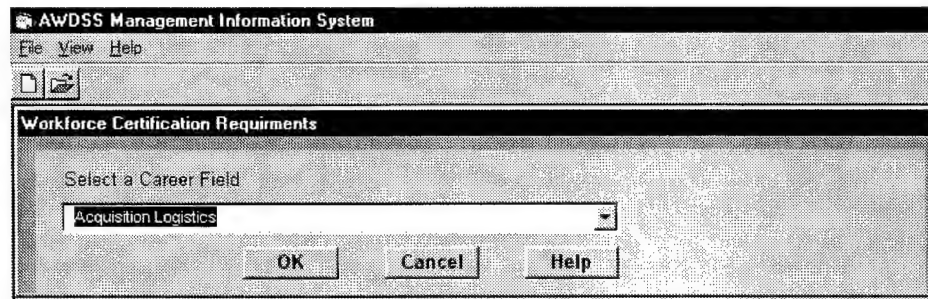 AWDSS Management Information System
File View Help
Workforce Certification Requirments
Select a Career Field
Acquisition Logistics
OK Cancel Help